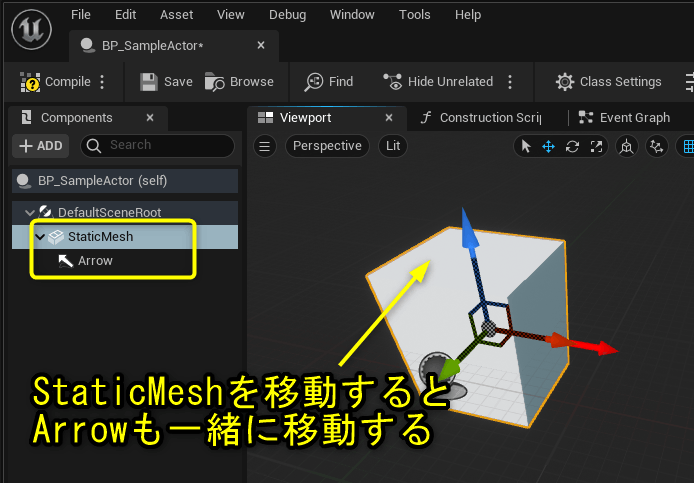 File Edit Asset View Debug Window Tools Help
BP_SampleActor*
Compile Save Browse Find Hide Unrelated Class Settings
Components Viewport Construction Scrip Event Graph
ADD Search Perspective Lit
BP_SampleActor (self)
DefaultSceneRoot
StaticMesh
Arrow
StaticMeshを移動すると
Arrowも一緒に移動する